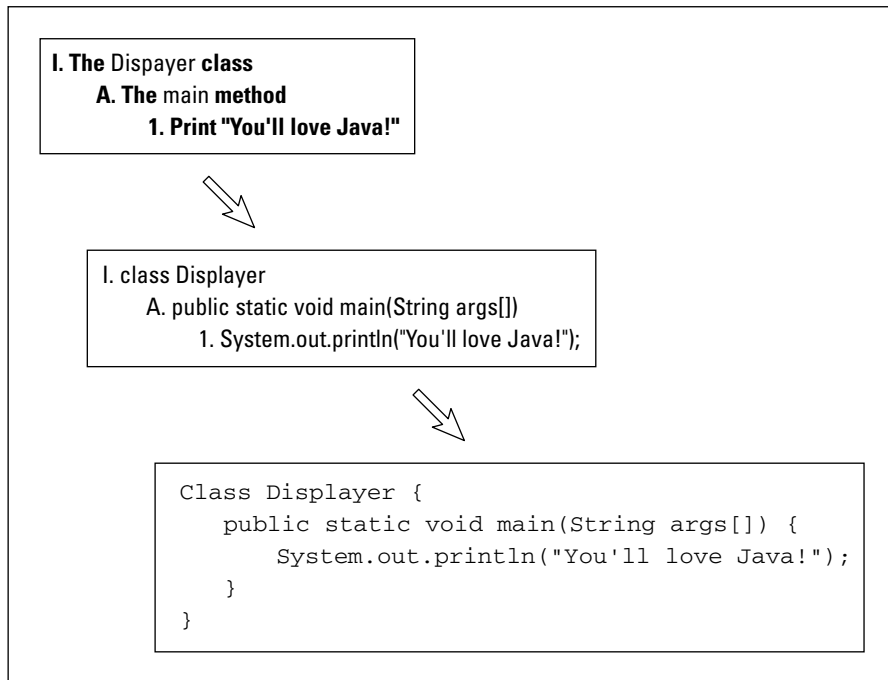 I. The Dispayer class
A. The main method
1. Print "You'll love Java!"
I. class Displayer
A. public static void main(String args[])
1. System.out.println("You'll love Java!");
Class Displayer {
public static void main(String args[]) {
System.out.println("You'll love Java!");
}
}